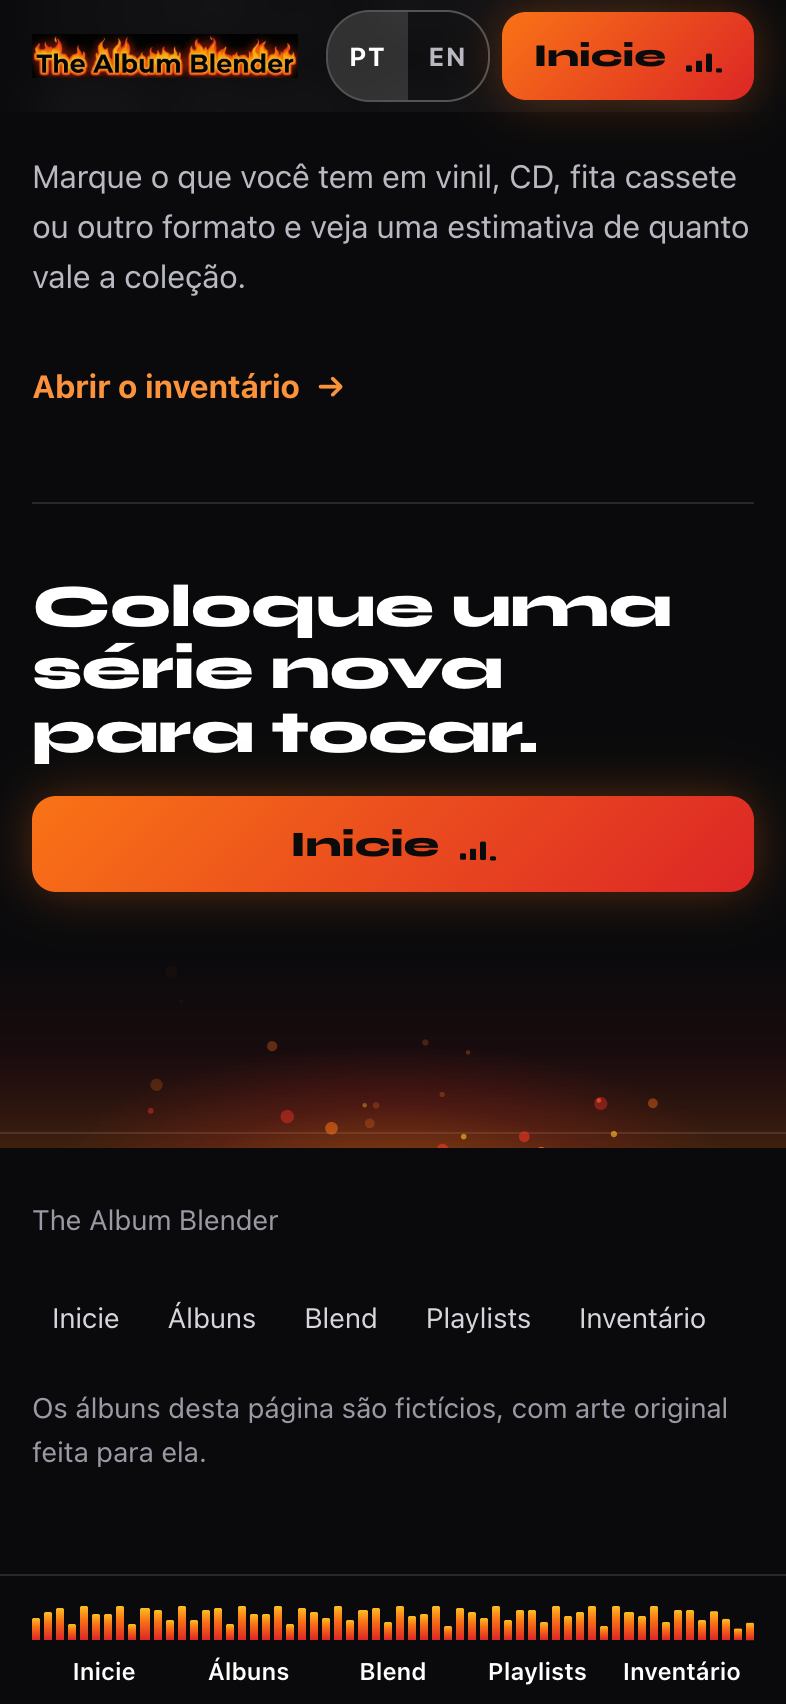 The Album Blender
PT EN
Inicie
Marque o que você tem em vinil, CD, fita cassete
ou outro formato e veja uma estimativa de quanto
vale a coleção.
Abrir o inventário →
Coloque uma
série nova
para tocar.
Inicie
The Album Blender
Inicie Álbuns Blend Playlists Inventário
Os álbuns desta página são fictícios, com arte original
feita para ela.
Inicie Álbuns Blend Playlists Inventário